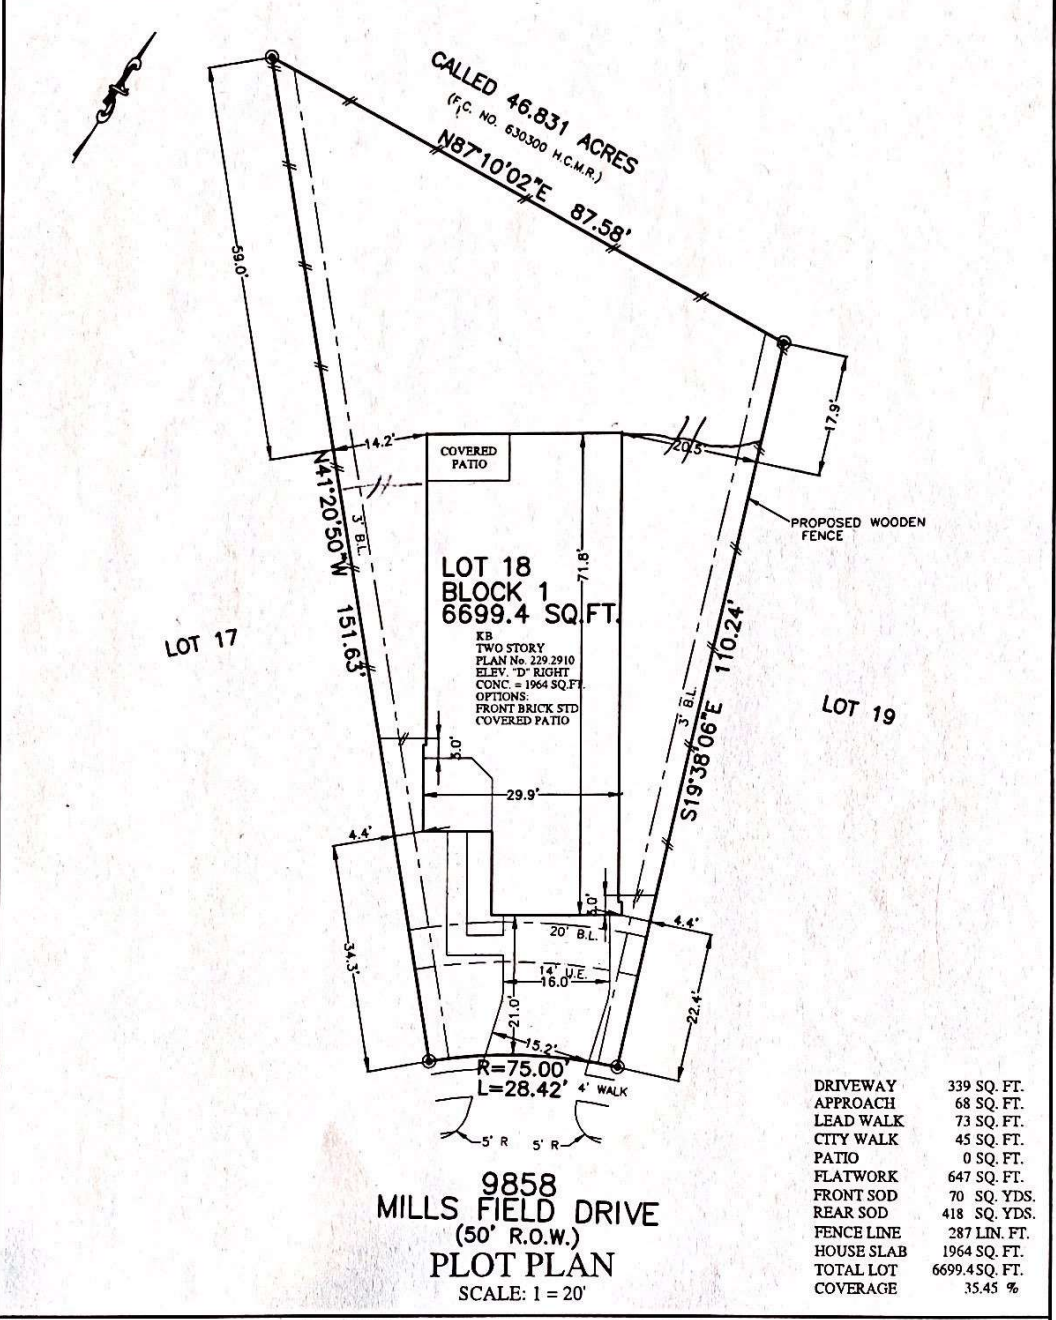 CALLED 46.831 ACRES
(F.C. NO. 630300 H.C.M.R.)
N87°10'02"E 87.58'
59.0'
17.9'
14.2'
20.5'
COVERED
PATIO
N41°20'50"W 151.63'
3' B.L.
PROPOSED WOODEN
FENCE
71.8'
LOT 18
BLOCK 1
6699.4 SQ.FT.
KB
TWO STORY
PLAN No. 229.2910
ELEV. "D" RIGHT
CONC. = 1964 SQ.FT.
OPTIONS:
FRONT BRICK STD
COVERED PATIO
LOT 17
LOT 19
S19°38'06"E 110.24'
3' B.L.
3.0'
29.9'
4.4'
3.0'
4.4'
20' B.L.
34.3'
14' U.E.
16.0'
21.0'
22.4'
15.2'
R=75.00'
L=28.42'
4' WALK
5' R
5' R
9858
MILLS FIELD DRIVE
(50' R.O.W.)
PLOT PLAN
SCALE: 1 = 20'
DRIVEWAY 339 SQ. FT.
APPROACH 68 SQ. FT.
LEAD WALK 73 SQ. FT.
CITY WALK 45 SQ. FT.
PATIO 0 SQ. FT.
FLATWORK 647 SQ. FT.
FRONT SOD 70 SQ. YDS.
REAR SOD 418 SQ. YDS.
FENCE LINE 287 LIN. FT.
HOUSE SLAB 1964 SQ. FT.
TOTAL LOT 6699.4SQ. FT.
COVERAGE 35.45 %